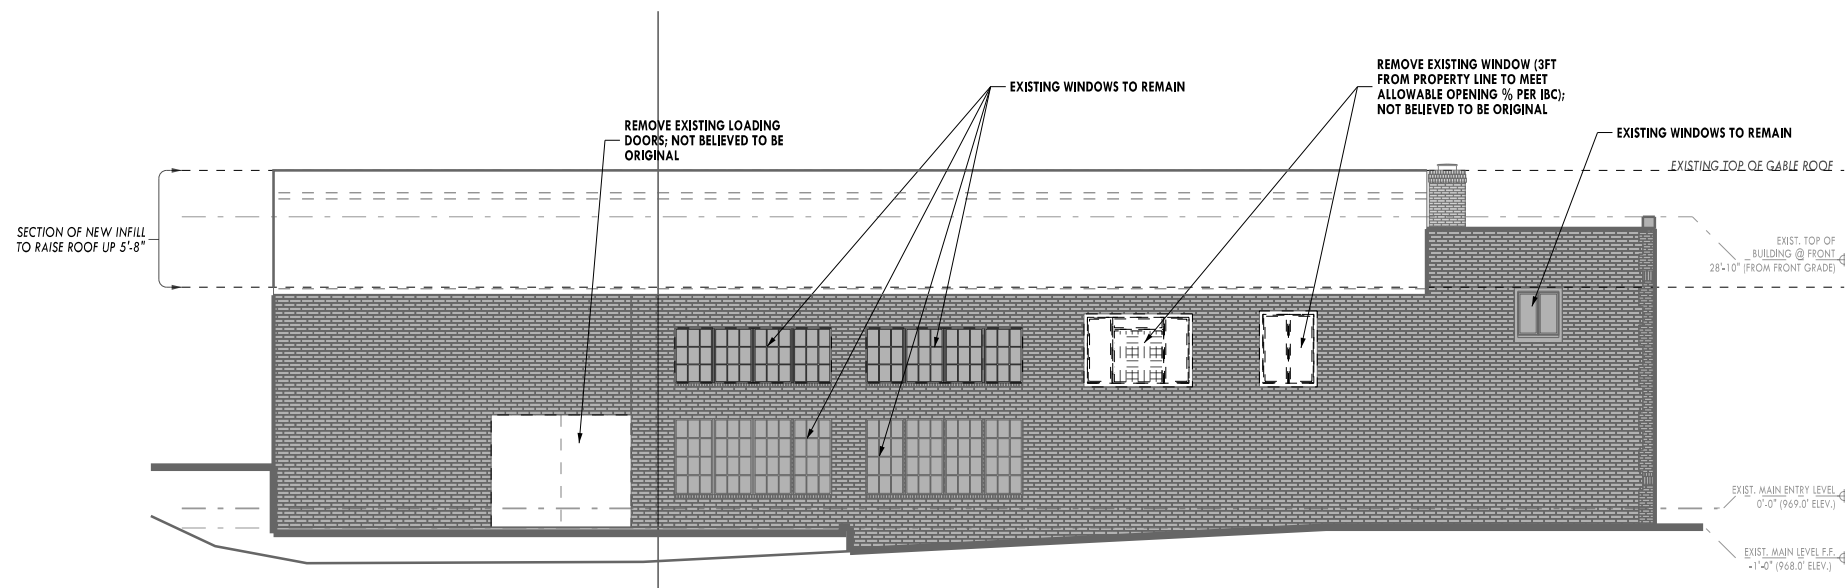 REMOVE EXISTING WINDOW (3FT
FROM PROPERTY LINE TO MEET
ALLOWABLE OPENING % PER IBC);
NOT BELIEVED TO BE ORIGINAL
EXISTING WINDOWS TO REMAIN
REMOVE EXISTING LOADING
DOORS; NOT BELIEVED TO BE
ORIGINAL
EXISTING WINDOWS TO REMAIN
EXISTING TOP OF GABLE ROOF
SECTION OF NEW INFILL
TO RAISE ROOF UP 5'-8"
EXIST. TOP OF
BUILDING @ FRONT
28'-10" (FROM FRONT GRADE)
EXIST. MAIN ENTRY LEVEL
0'-0" (969.0' ELEV.)
EXIST. MAIN LEVEL F.F.
-1'-0" (968.0' ELEV.)